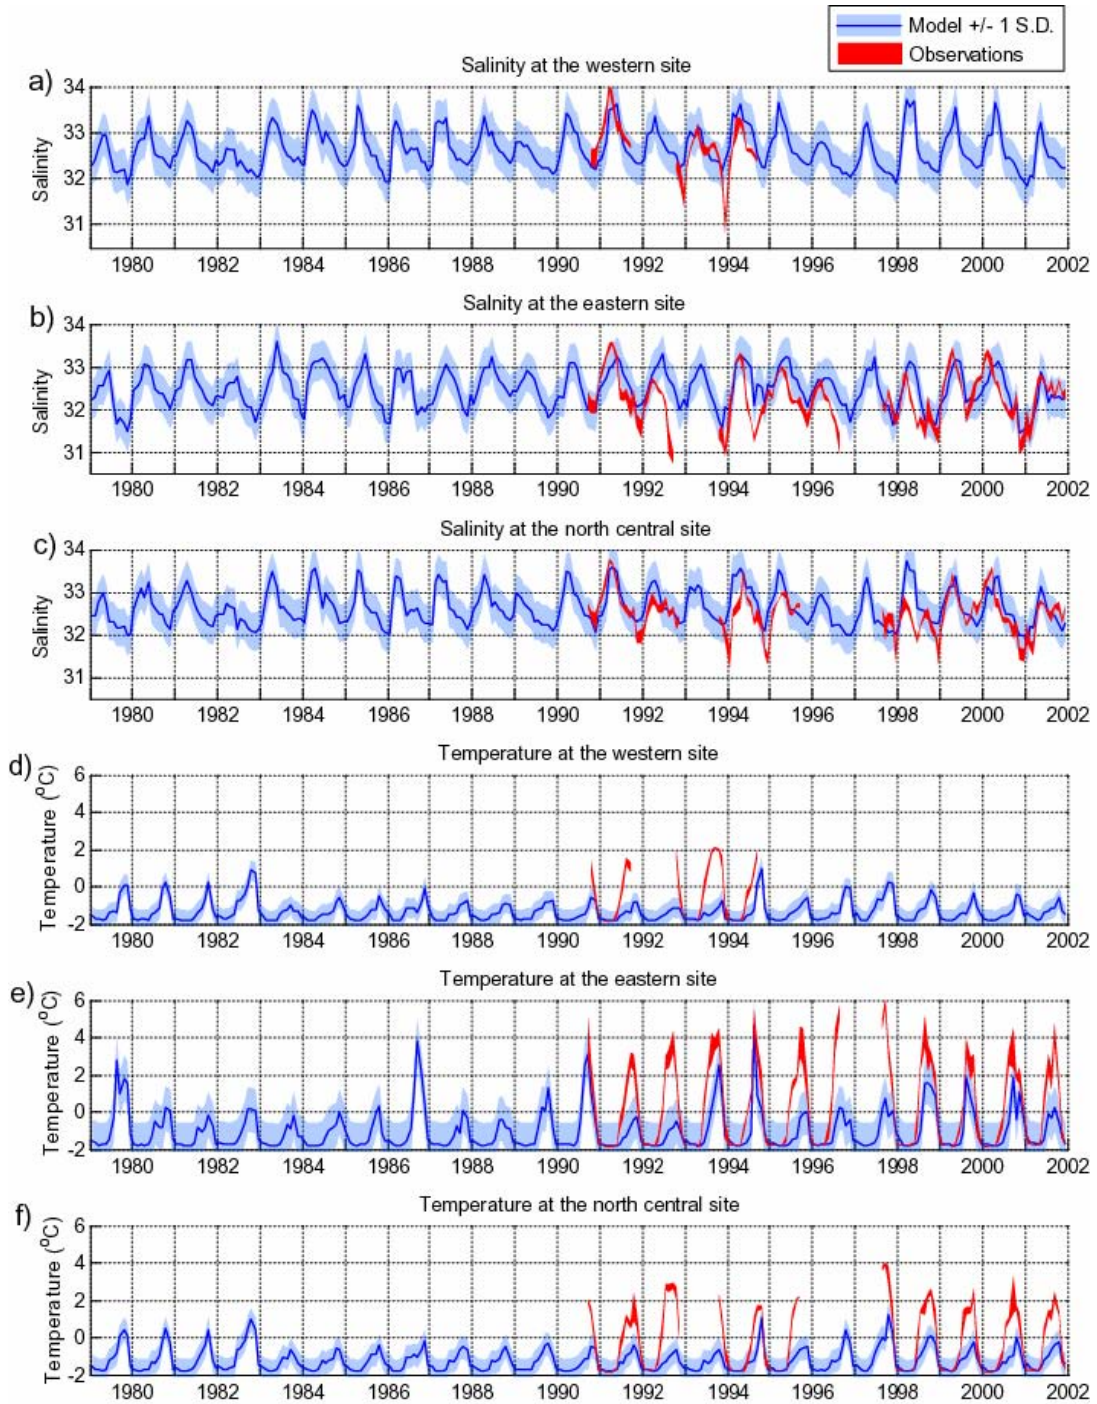 Model +/- 1 S.D.
Observations
a) Salinity at the western site
Salinity
34
33
32
31
1980 1982 1984 1986 1988 1990 1992 1994 1996 1998 2000 2002
b) Salnity at the eastern site
Salinity
34
33
32
31
1980 1982 1984 1986 1988 1990 1992 1994 1996 1998 2000 2002
c) Salinity at the north central site
Salinity
34
33
32
31
1980 1982 1984 1986 1988 1990 1992 1994 1996 1998 2000 2002
d) Temperature at the western site
Temperature (°C)
6
4
2
0
-2
1980 1982 1984 1986 1988 1990 1992 1994 1996 1998 2000 2002
e) Temperature at the eastern site
Temperature (°C)
6
4
2
0
-2
1980 1982 1984 1986 1988 1990 1992 1994 1996 1998 2000 2002
f) Temperature at the north central site
Temperature (°C)
6
4
2
0
-2
1980 1982 1984 1986 1988 1990 1992 1994 1996 1998 2000 2002